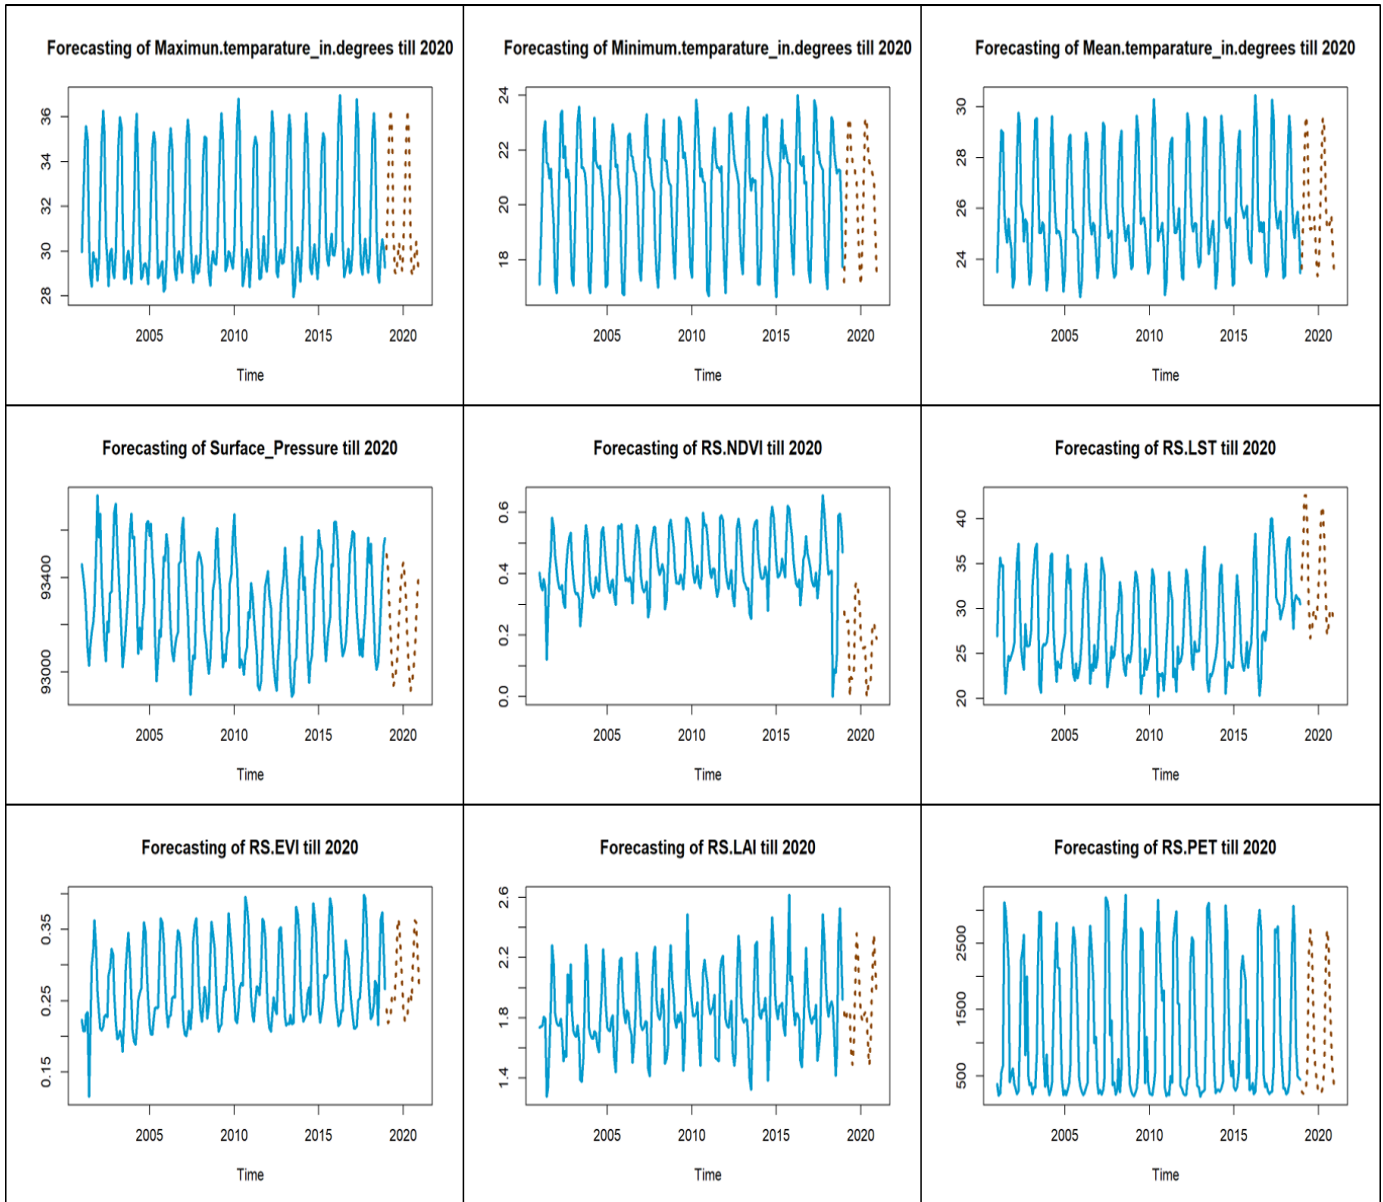 Forecasting of Maximun.temparature_in.degrees till 2020
36
34
32
30
28
2005 2010 2015 2020
Time
Forecasting of Minimum.temparature_in.degrees till 2020
24
22
20
18
2005 2010 2015 2020
Time
Forecasting of Mean.temparature_in.degrees till 2020
30
28
26
24
2005 2010 2015 2020
Time
Forecasting of Surface_Pressure till 2020
93400
93000
2005 2010 2015 2020
Time
Forecasting of RS.NDVI till 2020
0.6
0.4
0.2
0.0
2005 2010 2015 2020
Time
Forecasting of RS.LST till 2020
40
35
30
25
20
2005 2010 2015 2020
Time
Forecasting of RS.EVI till 2020
0.35
0.25
0.15
2005 2010 2015 2020
Time
Forecasting of RS.LAI till 2020
2.6
2.2
1.8
1.4
2005 2010 2015 2020
Time
Forecasting of RS.PET till 2020
2500
1500
500
2005 2010 2015 2020
Time